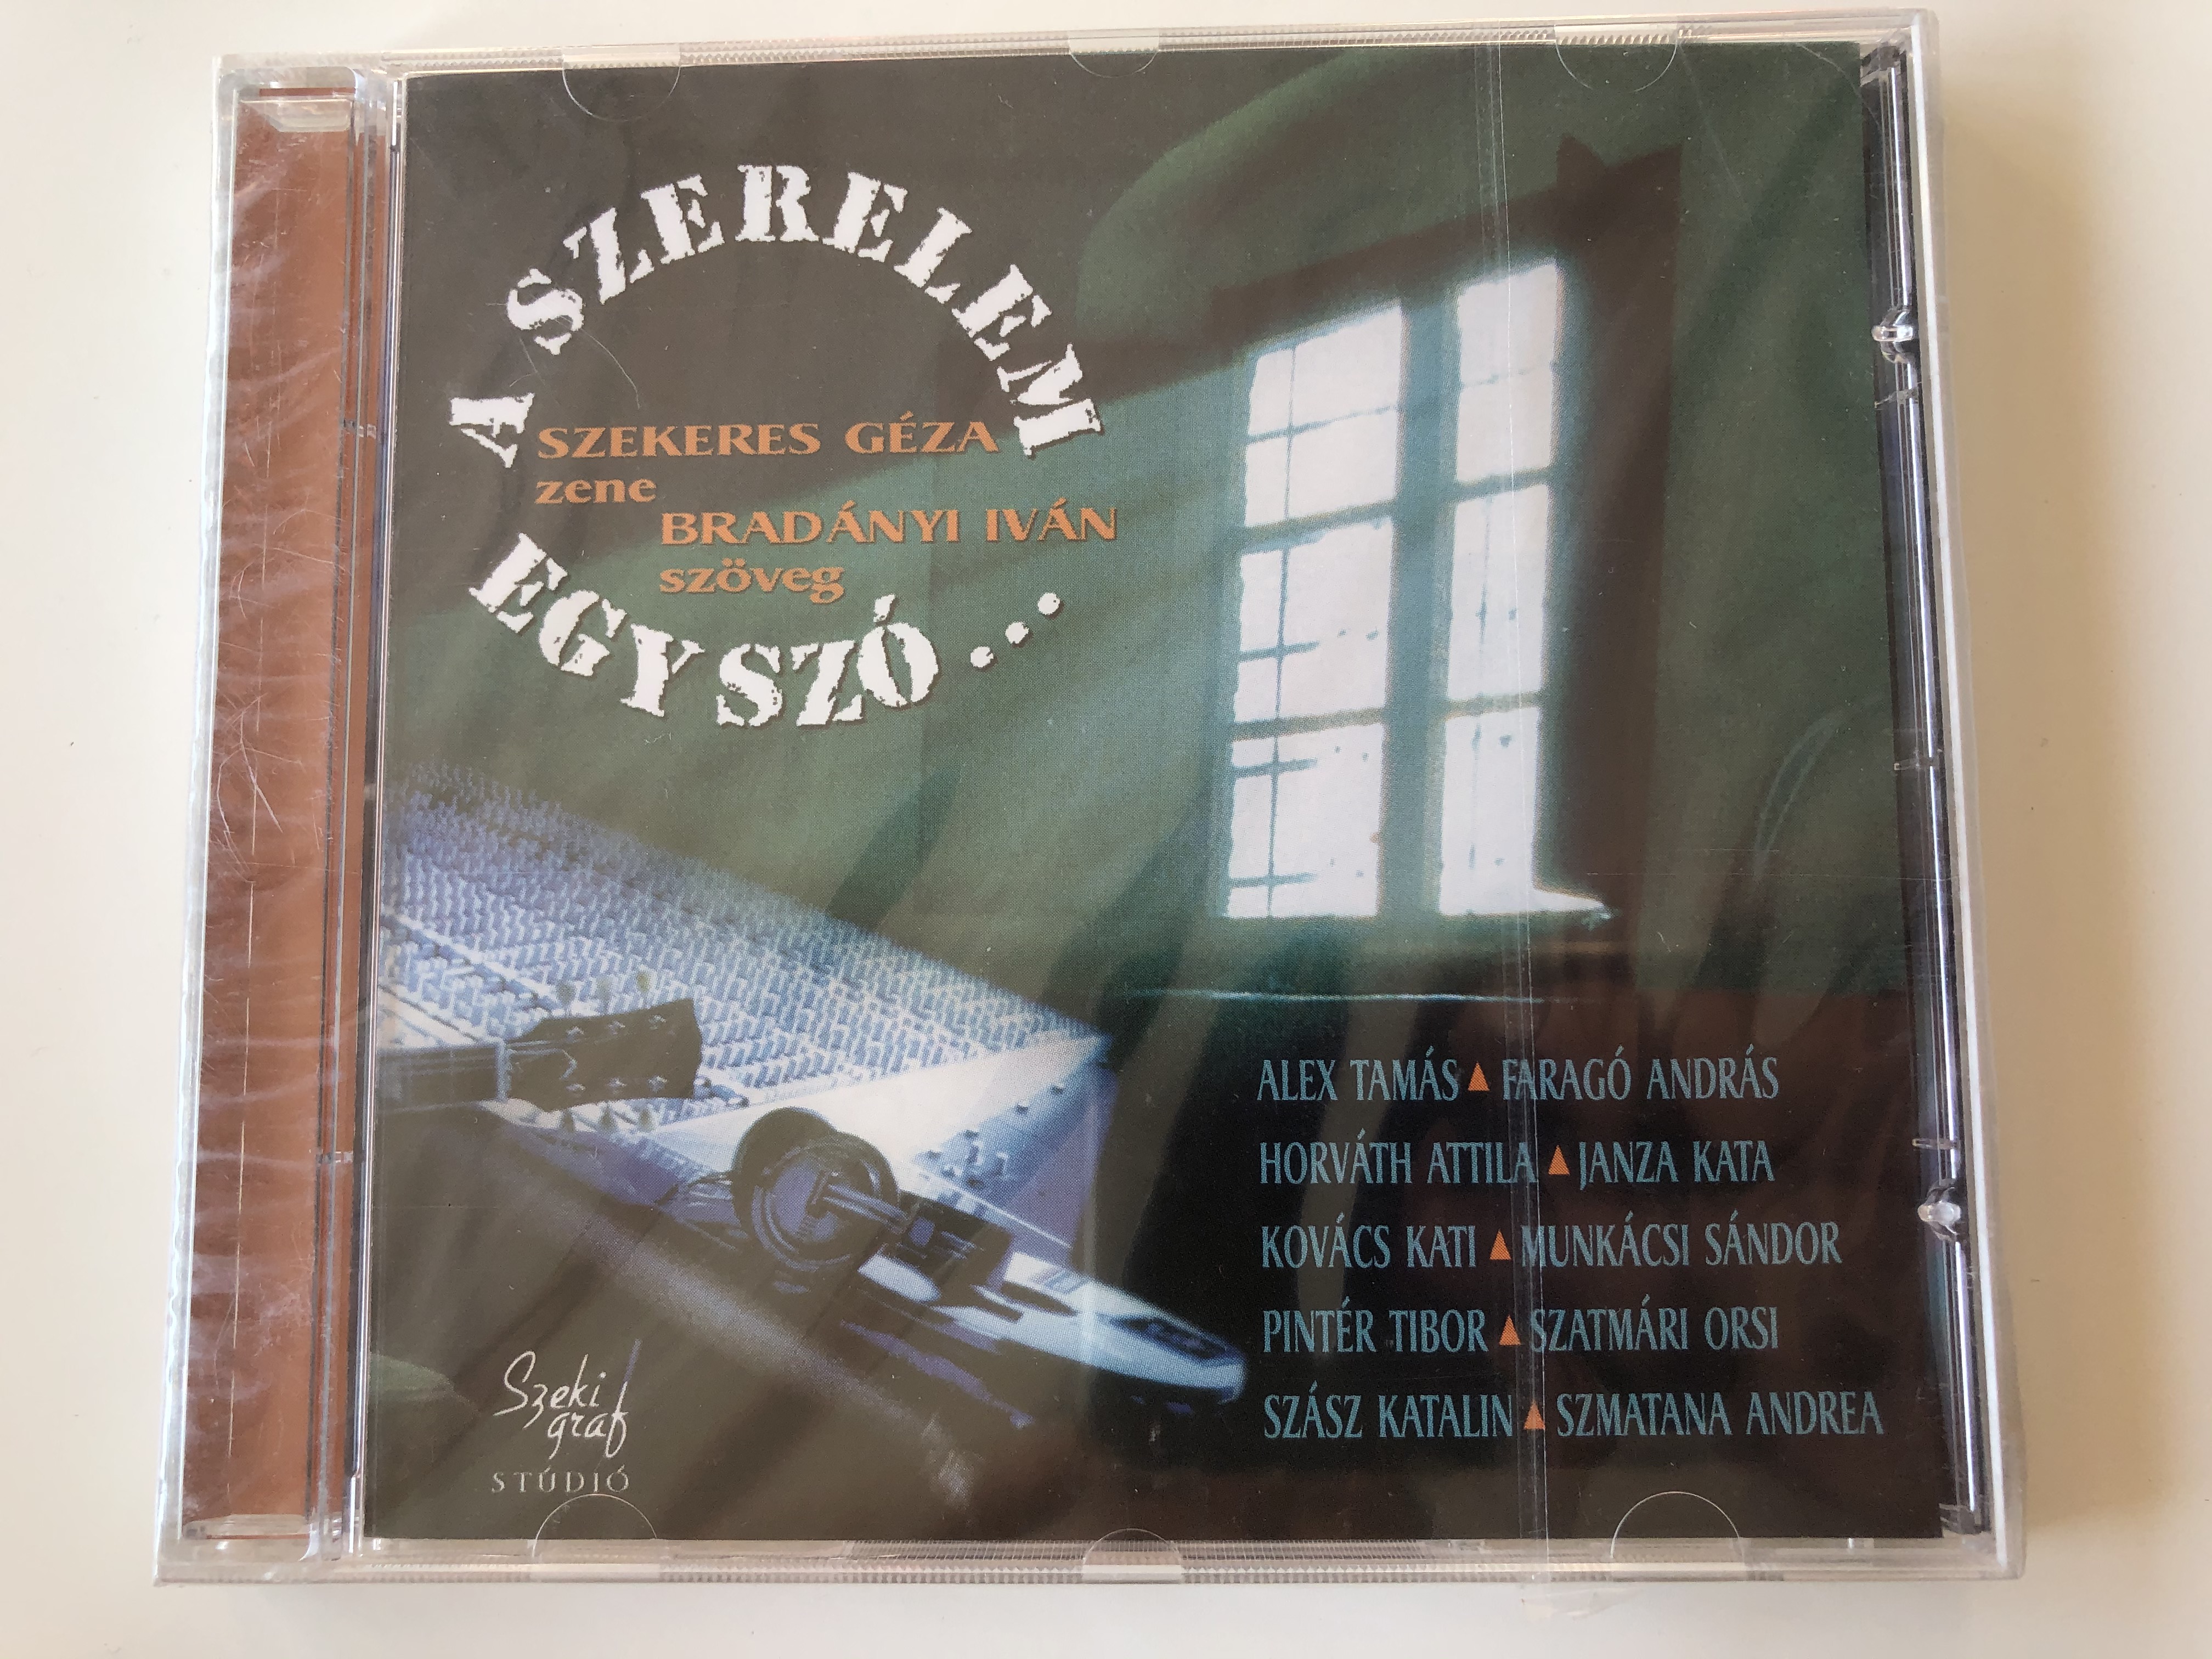 A SZERELEM
SZEKERES GÉZA
zene
BRADÁNYI IVÁN
szöveg
EGY SZÓ...
ALEX TAMÁS ▲ FARAGÓ ANDRÁS
HORVÁTH ATTILA ▲ JANZA KATA
KOVÁCS KATI ▲ MUNKÁCSI SÁNDOR
PINTÉR TIBOR ▲ SZATMÁRI ORSI
SZÁSZ KATALIN ▲ SZMATANA ANDREA
Szeki
graf
STÚDIÓ